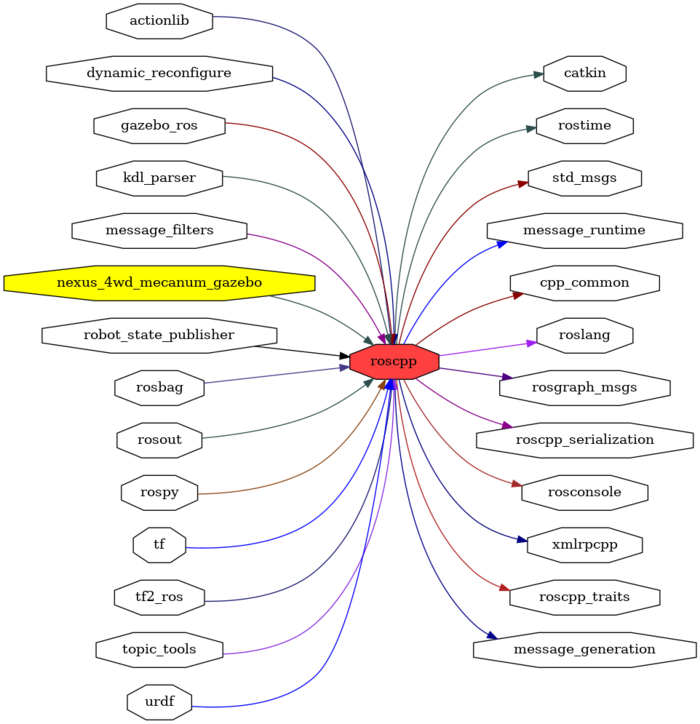 actionlib
dynamic_reconfigure
gazebo_ros
kdl_parser
message_filters
nexus_4wd_mecanum_gazebo
robot_state_publisher
rosbag
rosout
rospy
tf
tf2_ros
topic_tools
urdf
roscpp
catkin
rostime
std_msgs
message_runtime
cpp_common
roslang
rosgraph_msgs
roscpp_serialization
rosconsole
xmlrpcpp
roscpp_traits
message_generation